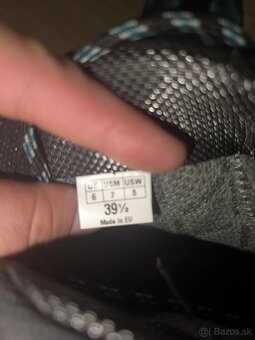 UK USM USW
6 7 8
39½
Made in EU
Bazos.sk